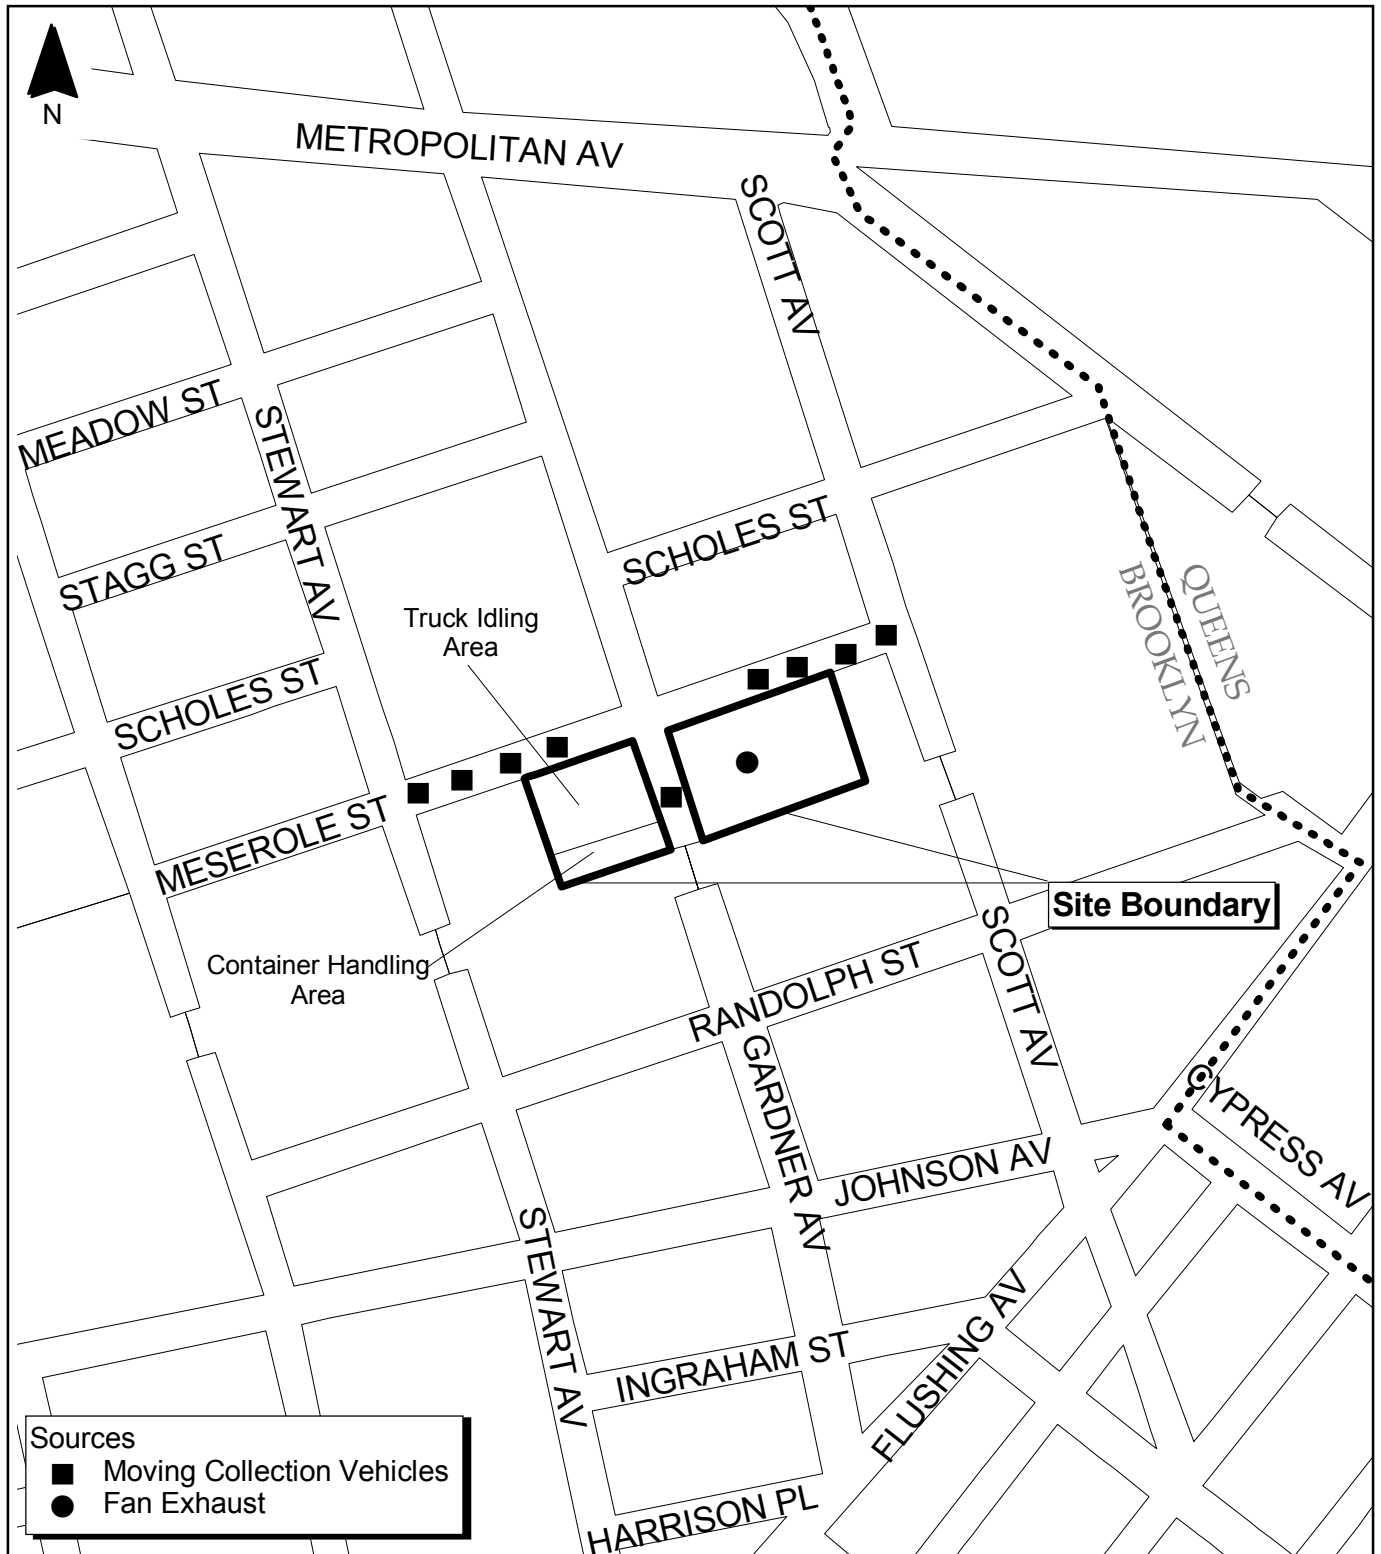 N
METROPOLITAN AV
SCOTT AV
MEADOW ST
STEWART AV
STAGG ST
SCHOLES ST
QUEENS
BROOKLYN
Truck Idling
Area
SCHOLES ST
MESEROLE ST
Site Boundary
Container Handling
Area
RANDOLPH ST
SCOTT AV
GARDNER AV
CYPRESS AV
JOHNSON AV
STEWART AV
FLUSHING AV
INGRAHAM ST
HARRISON PL
Sources
Moving Collection Vehicles
Fan Exhaust